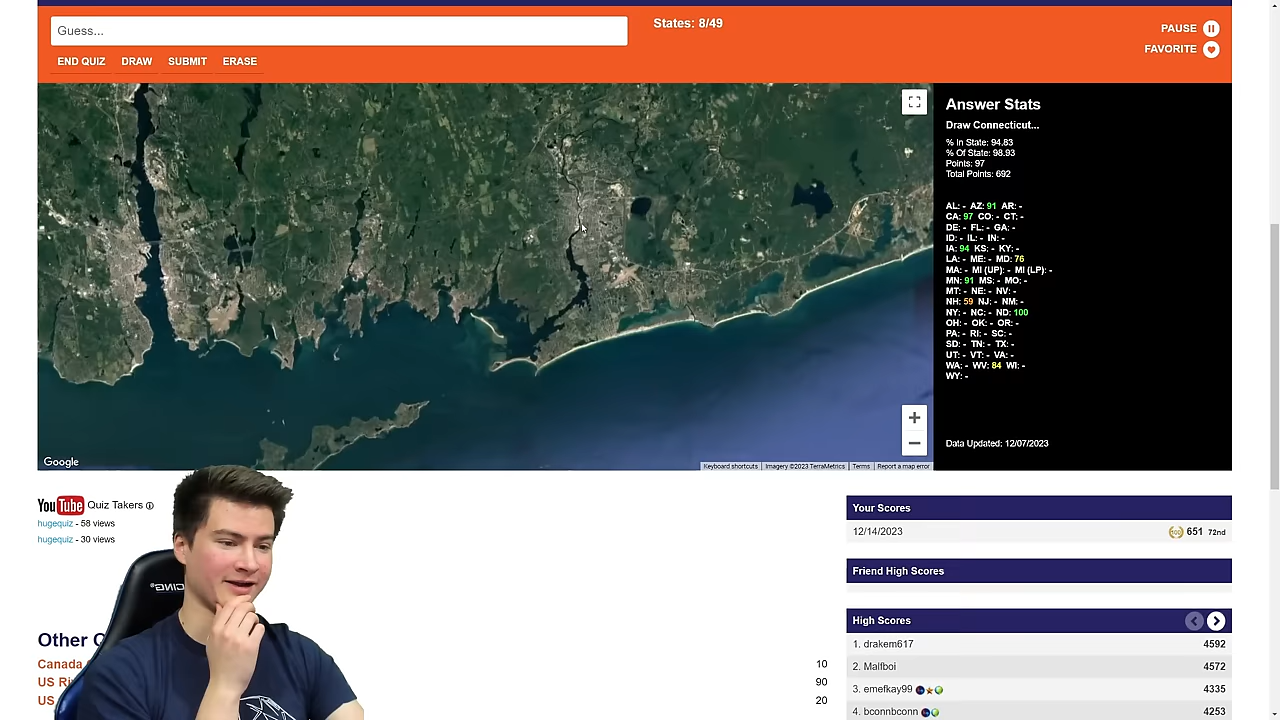 Guess...
States: 8/49
PAUSE
FAVORITE
END QUIZ DRAW SUBMIT ERASE
Answer Stats
Draw Connecticut...
% In State: 94.83
% Of State: 98.93
Points: 97
Total Points: 692
AL: - AZ: 91 AR: -
CA: 97 CO: - CT: -
DE: - FL: - GA: -
ID: - IL: - IN: -
IA: 94 KS: - KY: -
LA: - ME: - MD: 76
MA: - MI (UP): - MI (LP): -
MN: 91 MS: - MO: -
MT: - NE: - NV: -
NH: 59 NJ: - NM: -
NY: - NC: - ND: 100
OH: - OK: - OR: -
PA: - RI: - SC: -
SD: - TN: - TX: -
UT: - VT: - VA: -
WA: - WV: 84 WI: -
WY: -
Data Updated: 12/07/2023
Google
Keyboard shortcuts Imagery ©2023 TerraMetrics Terms Report a map error
YouTube Quiz Takers
hugequiz - 58 views
hugequiz - 30 views
Your Scores
12/14/2023 651 72nd
Friend High Scores
High Scores
1. drakem617 4592
2. Malfboi 4572
3. emefkay99 4335
4. bconnbconn 4253
Other
Canada 10
US 90
US 20